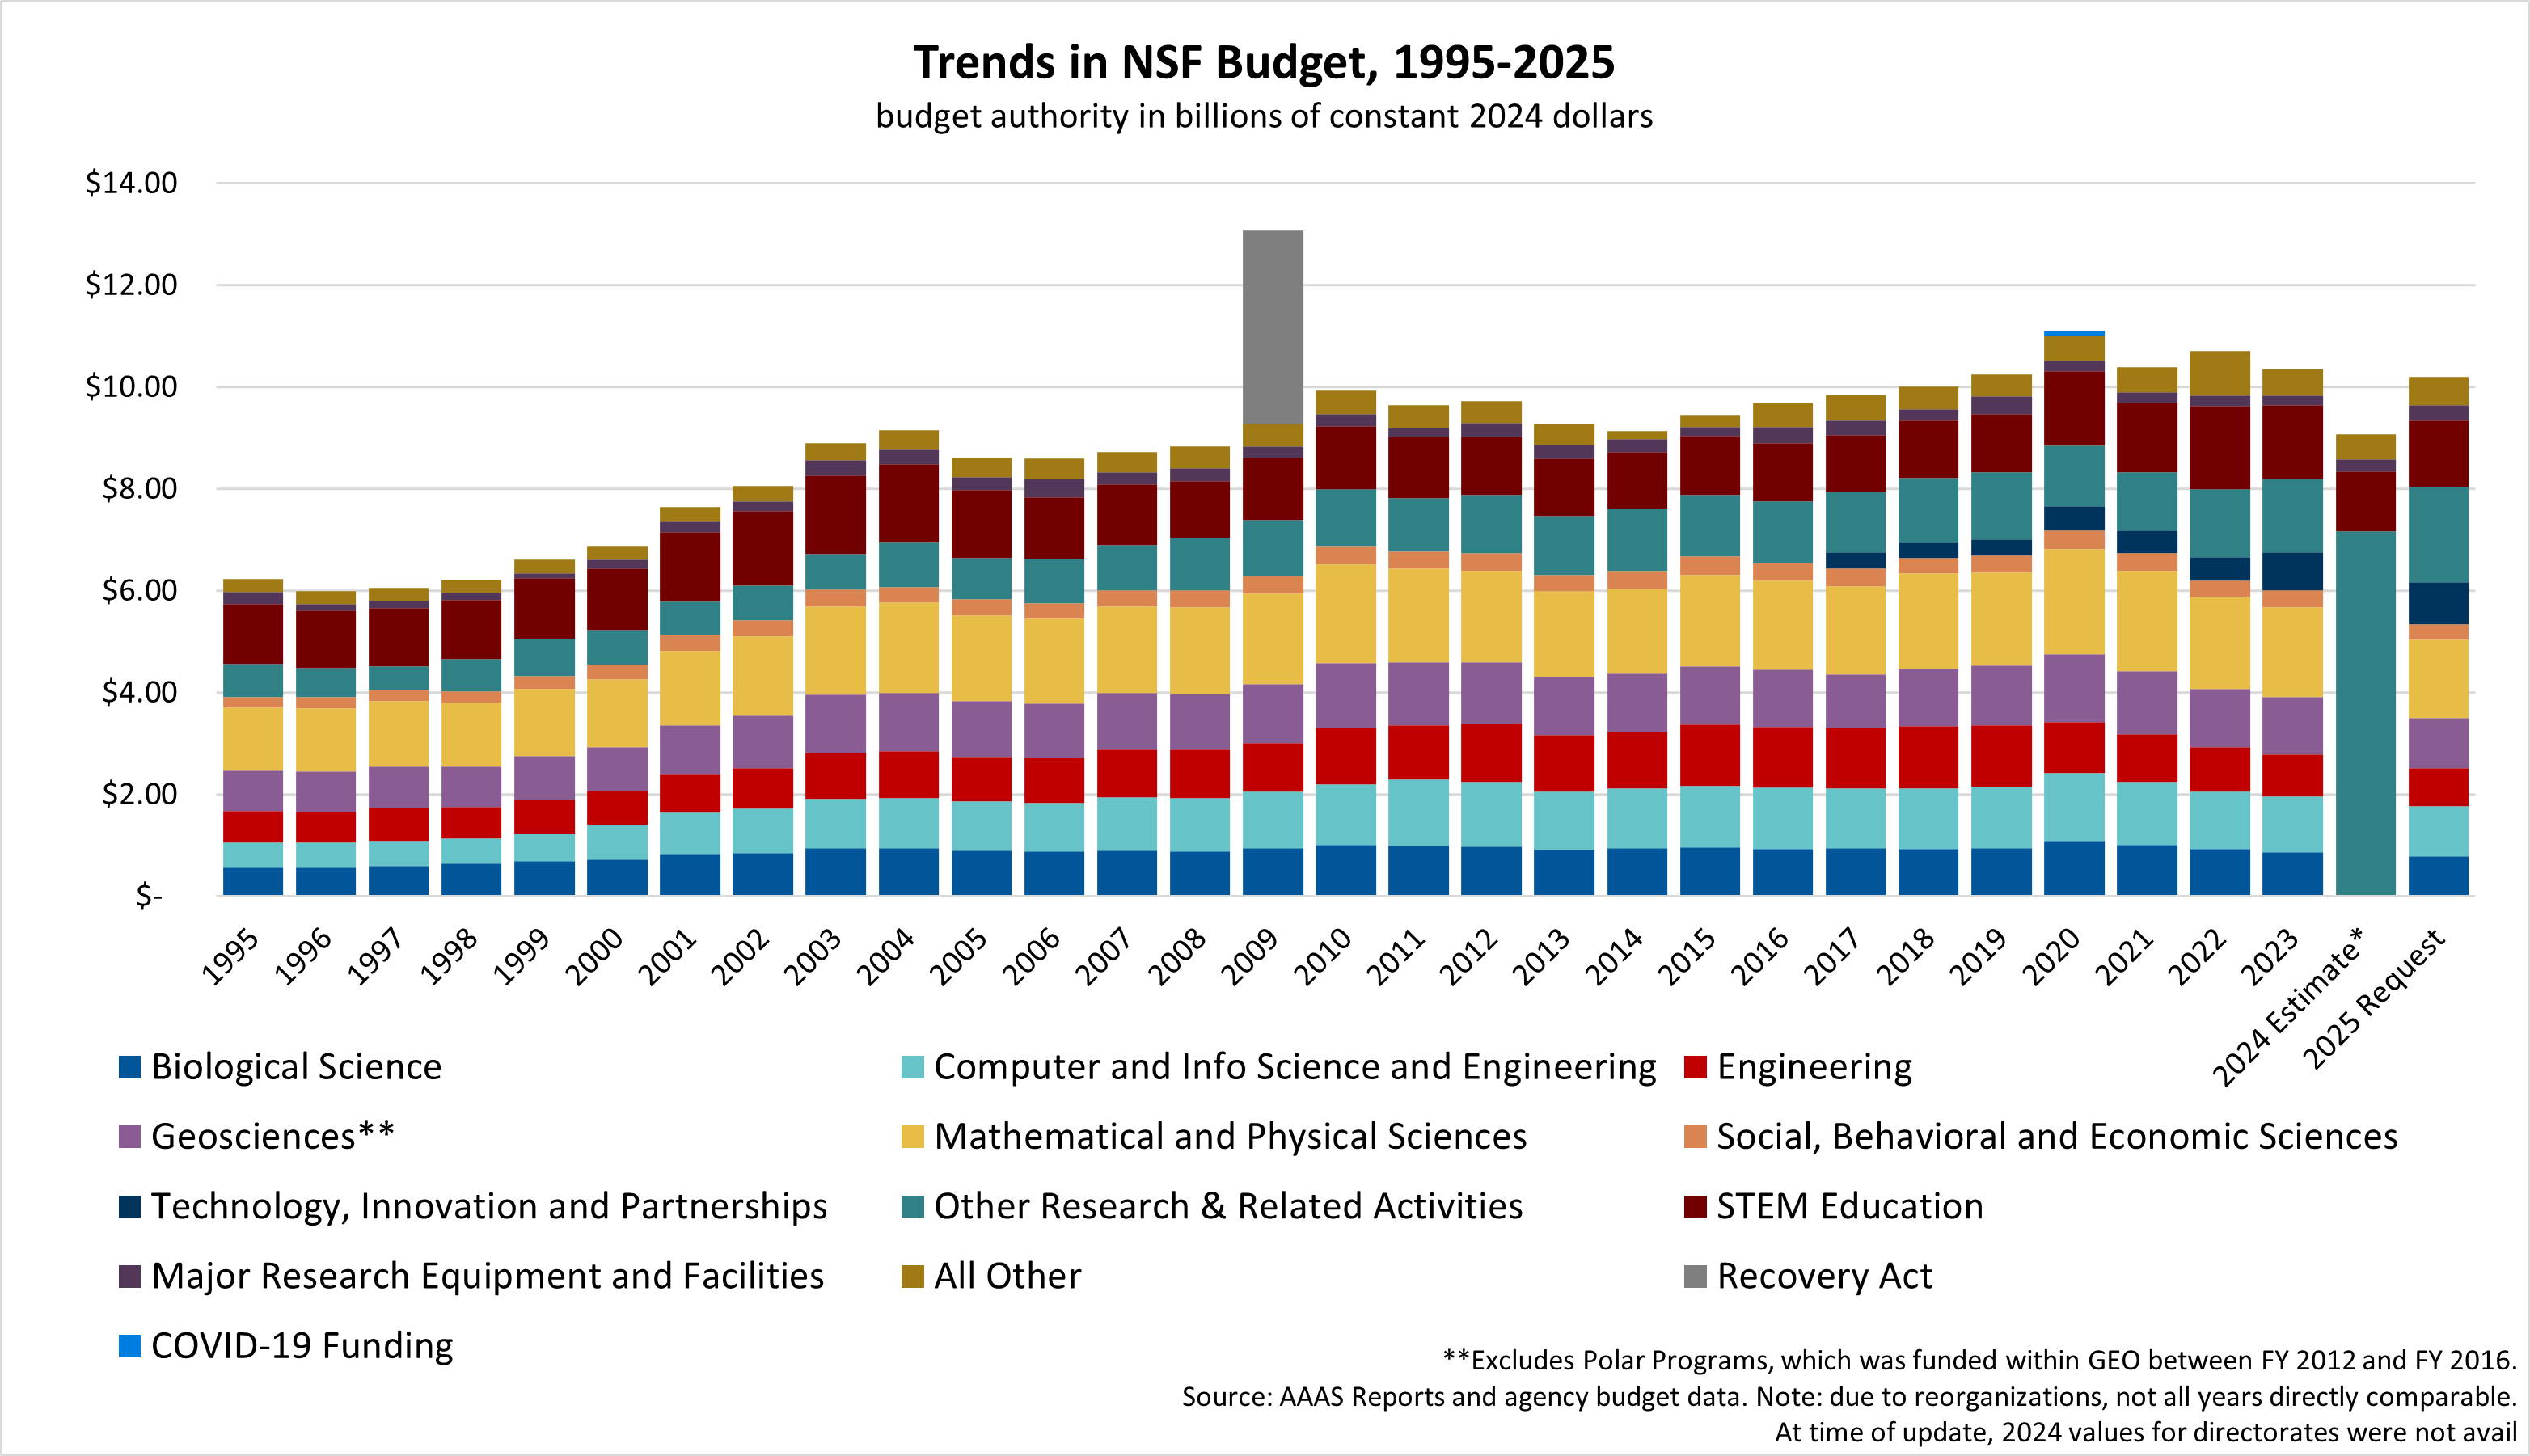 Trends in NSF Budget, 1995-2025
budget authority in billions of constant 2024 dollars
$14.00
$12.00
$10.00
$8.00
$6.00
$4.00
$2.00
$-
1995
1996
1997
1998
1999
2000
2001
2002
2003
2004
2005
2006
2007
2008
2009
2010
2011
2012
2013
2014
2015
2016
2017
2018
2019
2020
2021
2022
2023
2024 Estimate*
2025 Request
Biological Science
Computer and Info Science and Engineering
Engineering
Geosciences**
Mathematical and Physical Sciences
Social, Behavioral and Economic Sciences
Technology, Innovation and Partnerships
Other Research & Related Activities
STEM Education
Major Research Equipment and Facilities
All Other
Recovery Act
COVID-19 Funding
**Excludes Polar Programs, which was funded within GEO between FY 2012 and FY 2016.
Source: AAAS Reports and agency budget data. Note: due to reorganizations, not all years directly comparable.
At time of update, 2024 values for directorates were not avail